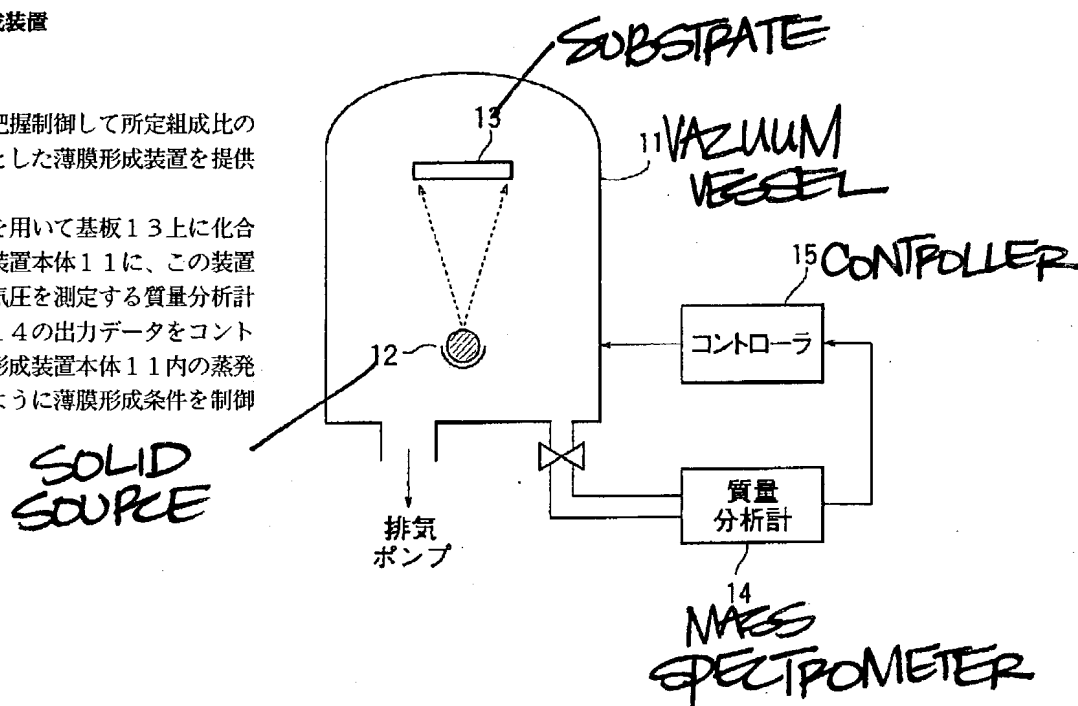 成装置
把握制御して所定組成比の
とした薄膜形成装置を提供
を用いて基板13上に化合
装置本体11に、この装置
気圧を測定する質量分析計
14の出力データをコント
形成装置本体11内の蒸発
ように薄膜形成条件を制御
SUBSTRATE
13
11 VAZUUM
VESSEL
15 CONTROLLER
コントローラ
12
SOLID
SOURCE
排気
ポンプ
質量
分析計
14
MASS
SPECTROMETER